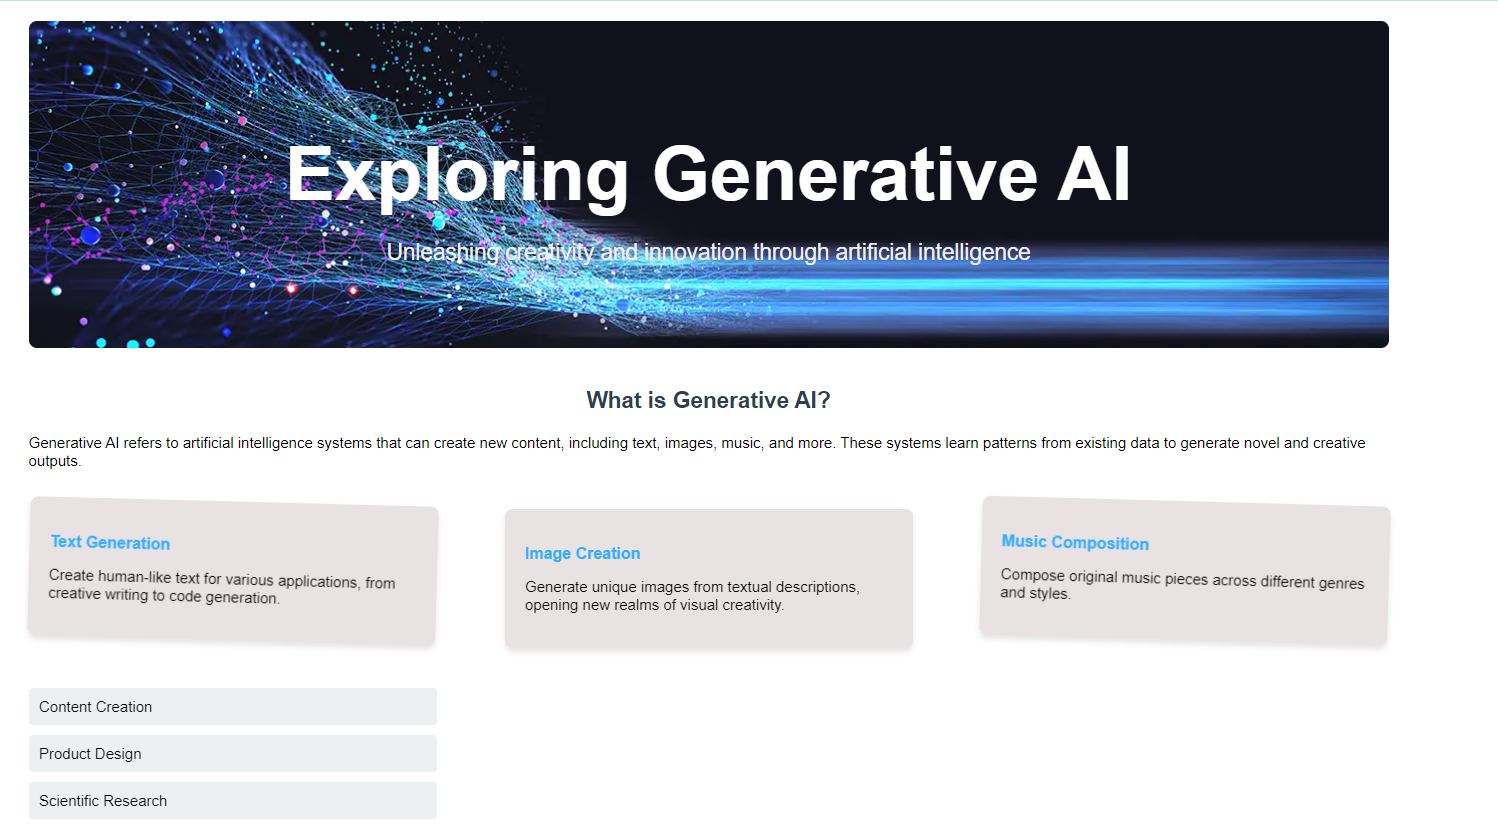 Exploring Generative AI
Unleashing creativity and innovation through artificial intelligence
What is Generative AI?
Generative AI refers to artificial intelligence systems that can create new content, including text, images, music, and more. These systems learn patterns from existing data to generate novel and creative
outputs.
Text Generation
Create human-like text for various applications, from
creative writing to code generation.
Image Creation
Generate unique images from textual descriptions,
opening new realms of visual creativity.
Music Composition
Compose original music pieces across different genres
and styles.
Content Creation
Product Design
Scientific Research